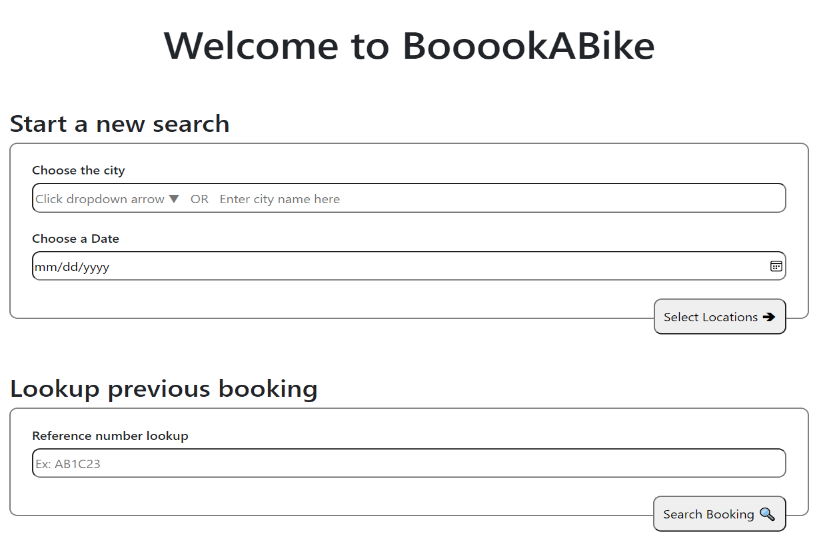 Welcome to BooookABike
Start a new search
Choose the city
Click dropdown arrow ▼ OR Enter city name here
Choose a Date
mm/dd/yyyy
Select Locations ➔
Lookup previous booking
Reference number lookup
Ex: AB1C23
Search Booking 🔍